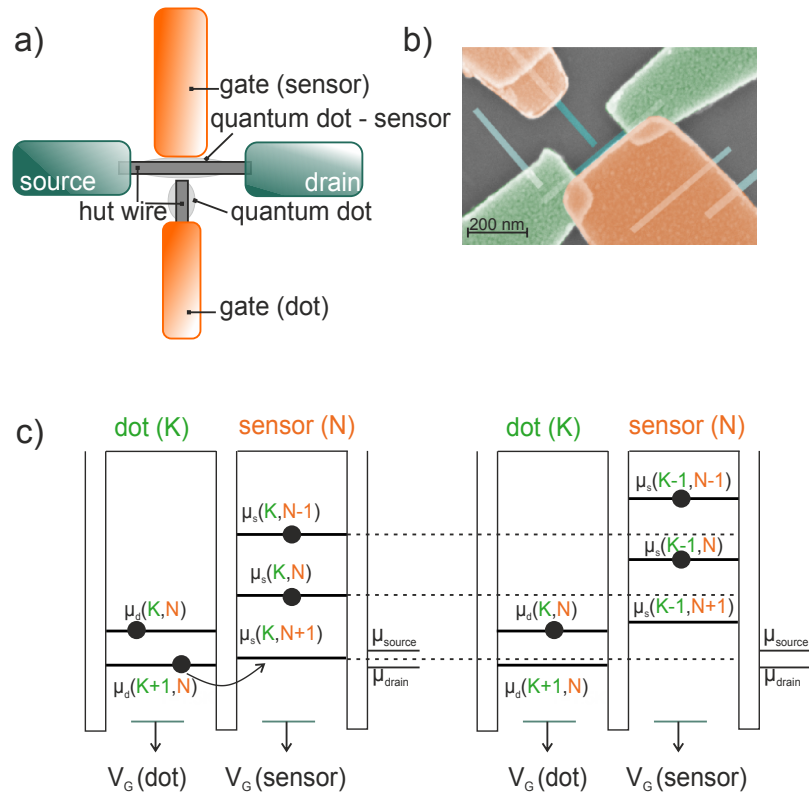 a)
gate (sensor)
quantum dot - sensor
source
drain
hut wire
quantum dot
gate (dot)
b)
200 nm
c)
dot (K)
sensor (N)
μs(K,N-1)
μs(K,N)
μd(K,N)
μs(K,N+1)
μd(K+1,N)
μsource
μdrain
VG (dot)
VG (sensor)
dot (K)
sensor (N)
μs(K-1,N-1)
μs(K-1,N)
μd(K,N)
μs(K-1,N+1)
μd(K+1,N)
μsource
μdrain
VG (dot)
VG (sensor)